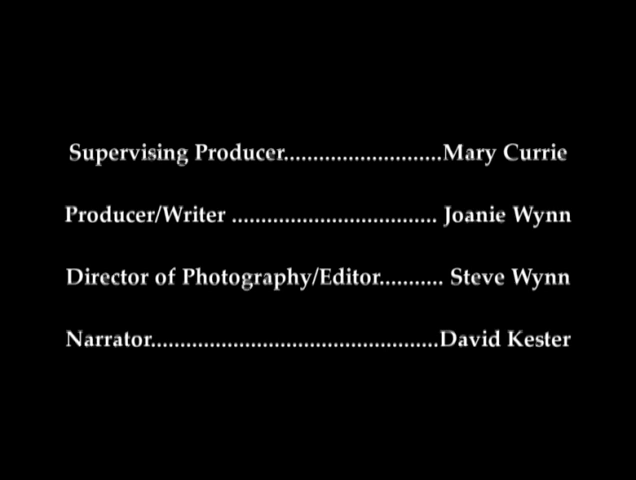 Supervising Producer...........................Mary Currie
Producer/Writer ................................... Joanie Wynn
Director of Photography/Editor........... Steve Wynn
Narrator.................................................David Kester